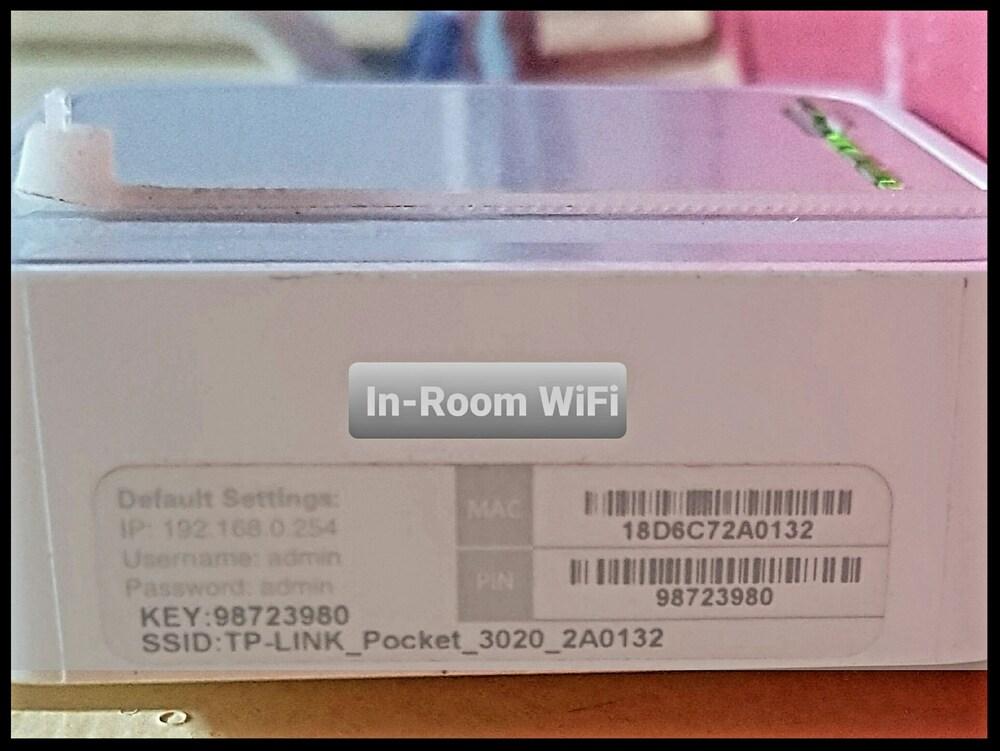 In-Room WiFi
Default Settings:
IP: 192.168.0.254
Username: admin
Password: admin
KEY:98723980
SSID:TP-LINK_Pocket_3020_2A0132
MAC
18D6C72A0132
PIN
98723980